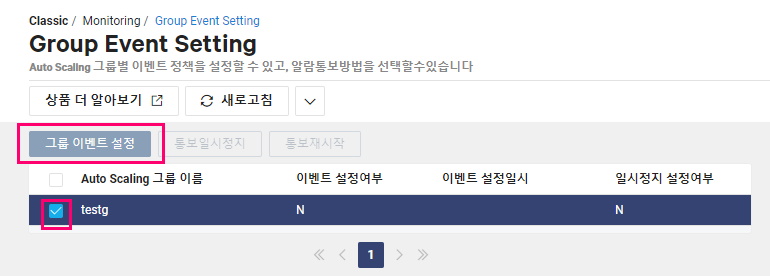 Classic / Monitoring / Group Event Setting
Group Event Setting
Auto Scaling 그룹별 이벤트 정책을 설정할 수 있고, 알람통보방법을 선택할수있습니다
상품 더 알아보기 새로고침
그룹 이벤트 설정 통보일시정지 통보재시작
Auto Scaling 그룹 이름 이벤트 설정여부 이벤트 설정일시 일시정지 설정여부
testg N N
1